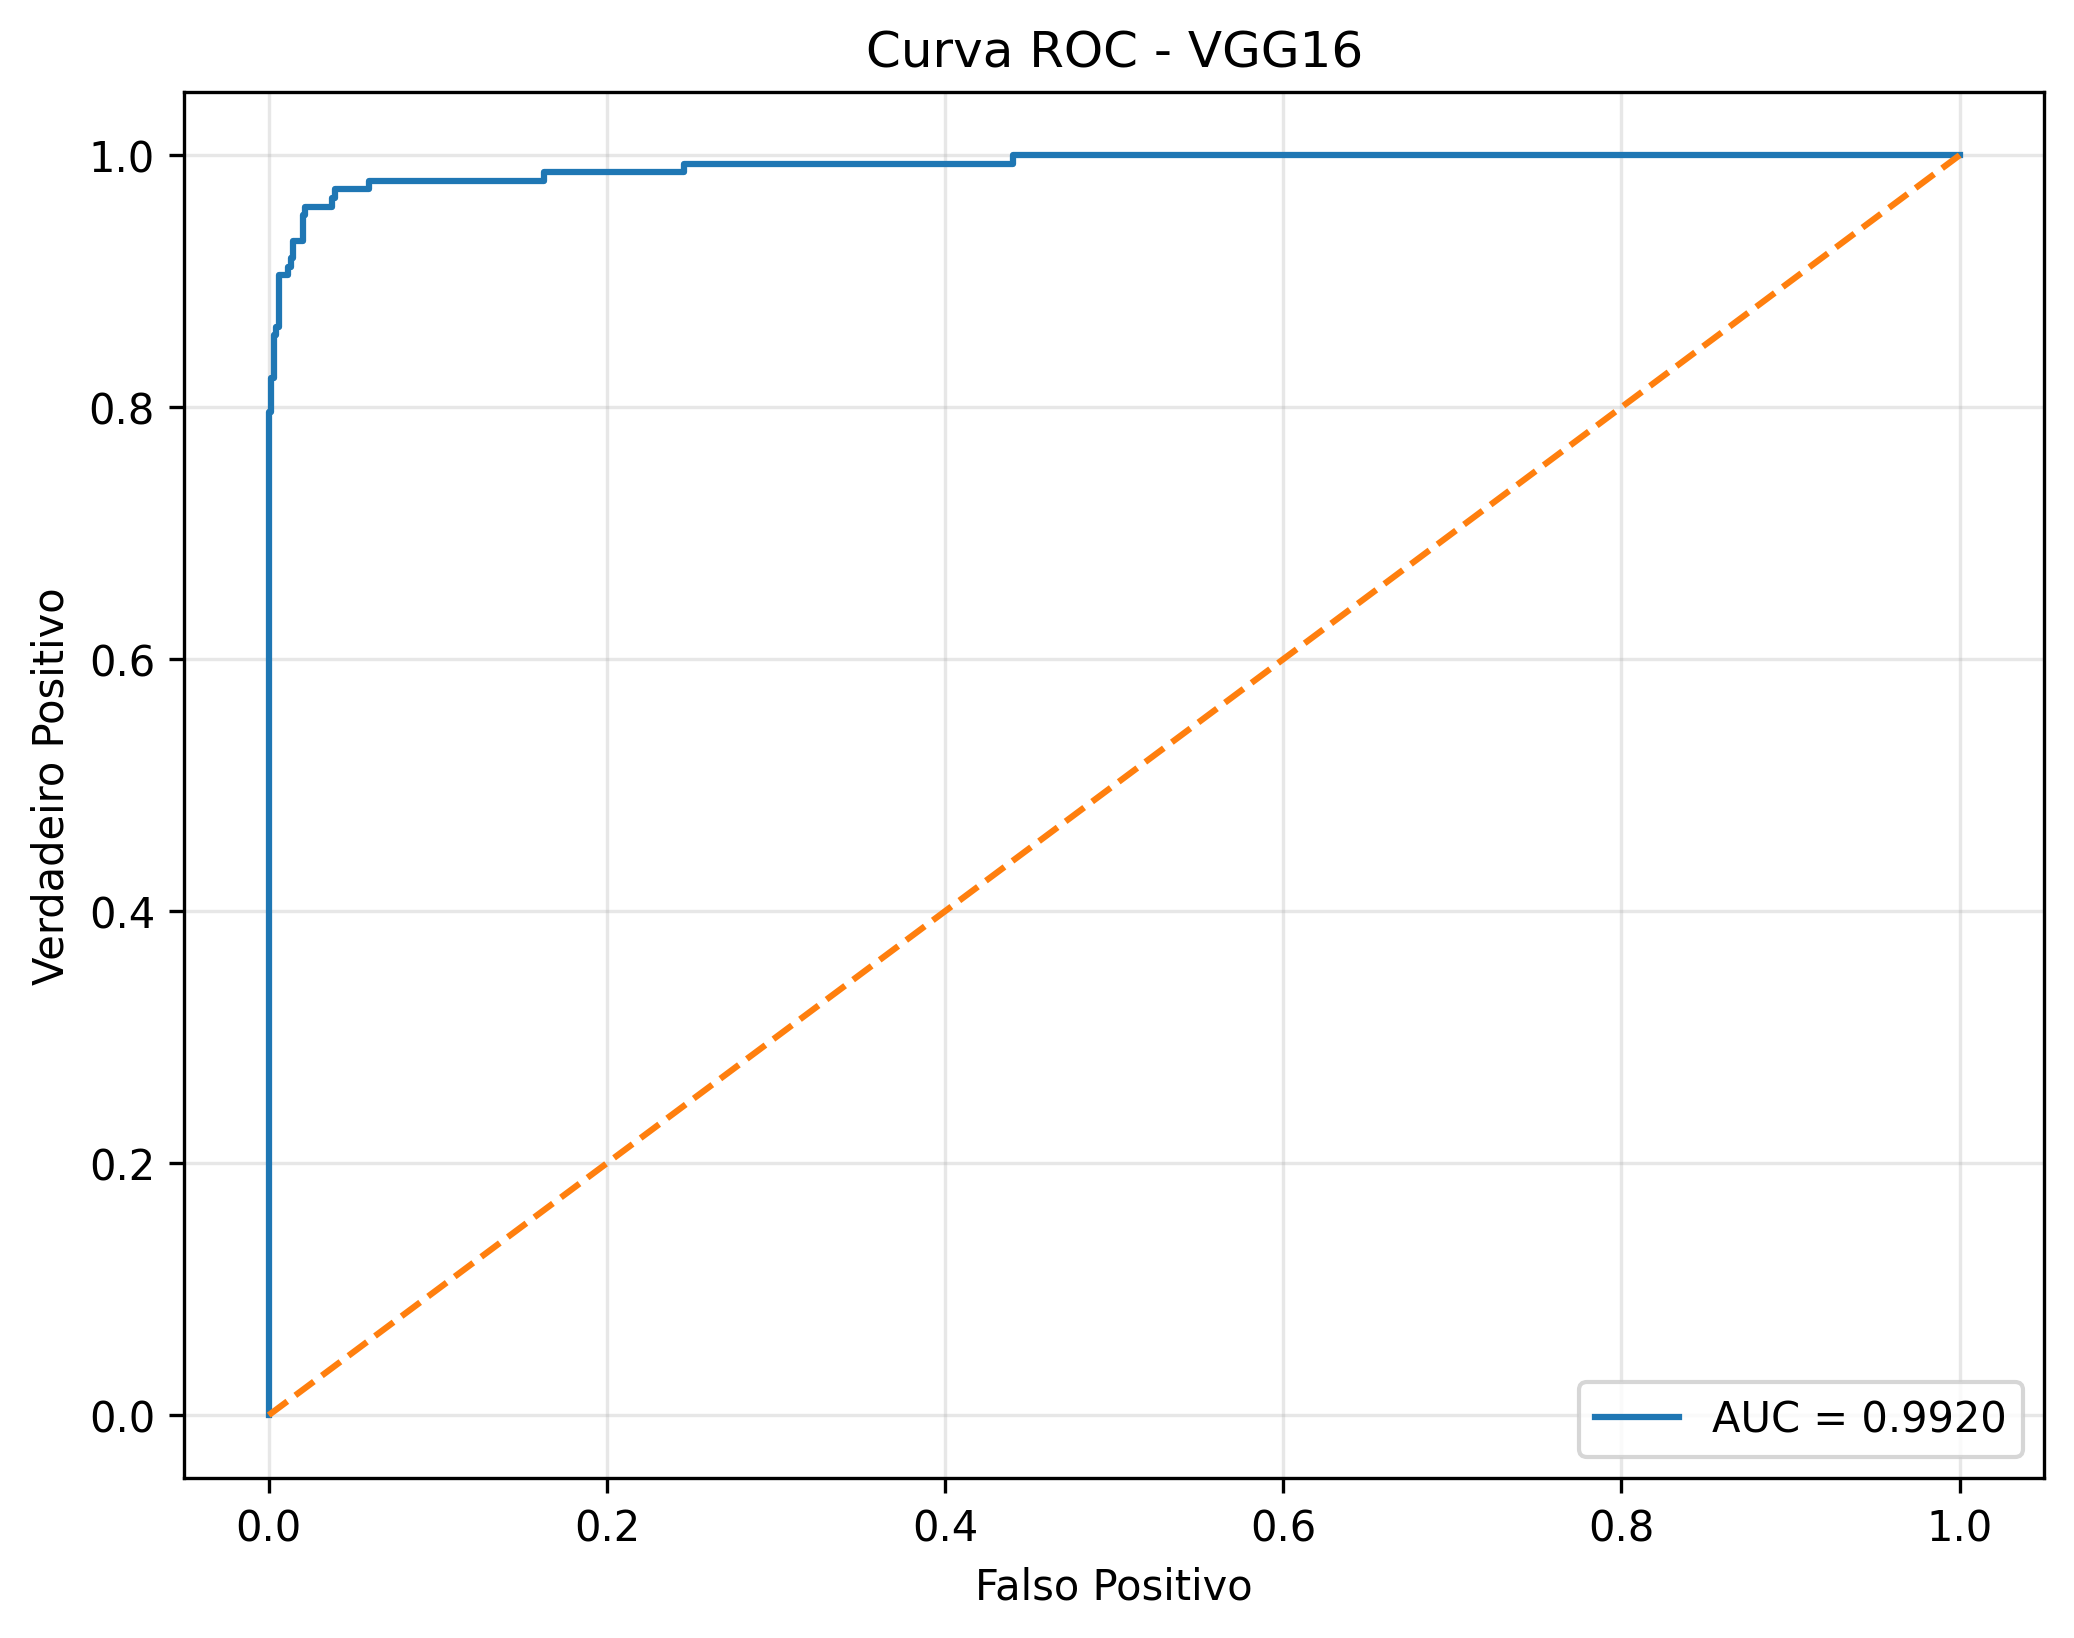 Curva ROC - VGG16
Verdadeiro Positivo
1.0
0.8
0.6
0.4
0.2
0.0
AUC = 0.9920
0.0 0.2 0.4 0.6 0.8 1.0
Falso Positivo